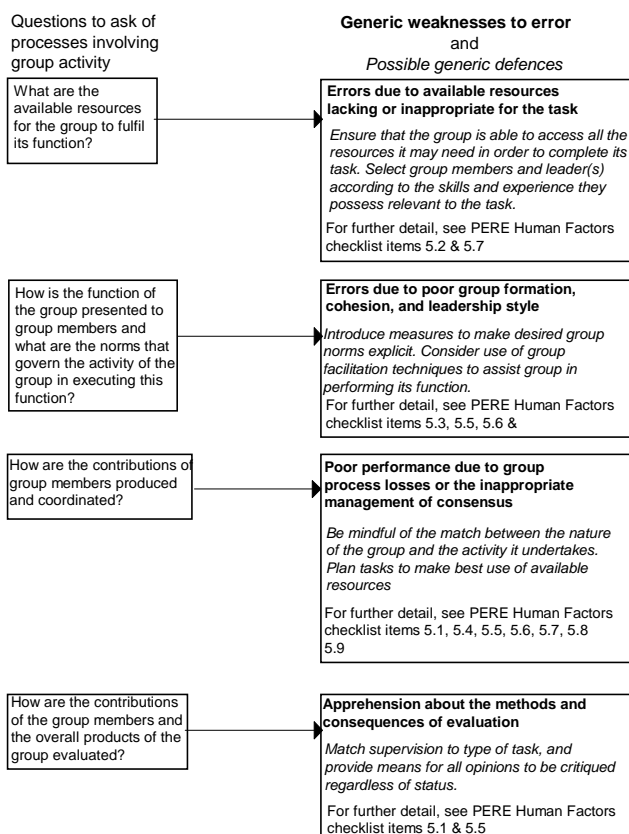 Questions to ask of
processes involving
group activity
Generic weaknesses to error
and
Possible generic defences
What are the
available resources
for the group to fulfil
its function?
Errors due to available resources
lacking or inappropriate for the task
Ensure that the group is able to access all the
resources it may need in order to complete its
task. Select group members and leader(s)
according to the skills and experience they
possess relevant to the task.
For further detail, see PERE Human Factors
checklist items 5.2 & 5.7
How is the function of
the group presented to
group members and
what are the norms that
govern the activity of the
group in executing this
function?
Errors due to poor group formation,
cohesion, and leadership style
Introduce measures to make desired group
norms explicit. Consider use of group
facilitation techniques to assist group in
performing its function.
For further detail, see PERE Human Factors
checklist items 5.3, 5.5, 5.6 &
How are the contributions of
group members produced
and coordinated?
Poor performance due to group
process losses or the inappropriate
management of consensus
Be mindful of the match between the nature
of the group and the activity it undertakes.
Plan tasks to make best use of available
resources
For further detail, see PERE Human Factors
checklist items 5.1, 5.4, 5.5, 5.6, 5.7, 5.8
5.9
How are the contributions
of the group members and
the overall products of the
group evaluated?
Apprehension about the methods and
consequences of evaluation
Match supervision to type of task, and
provide means for all opinions to be critiqued
regardless of status.
For further detail, see PERE Human Factors
checklist items 5.1 & 5.5